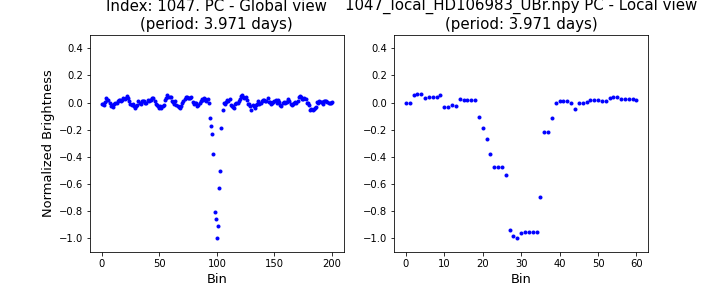 Index: 1047. PC - Global view
(period: 3.971 days)
1047_local_HD106983_UBr.npy PC - Local view
(period: 3.971 days)
Normalized Brightness
0.4
0.2
0.0
−0.2
−0.4
−0.6
−0.8
−1.0
0 50 100 150 200
Bin
0.4
0.2
0.0
−0.2
−0.4
−0.6
−0.8
−1.0
0 10 20 30 40 50 60
Bin